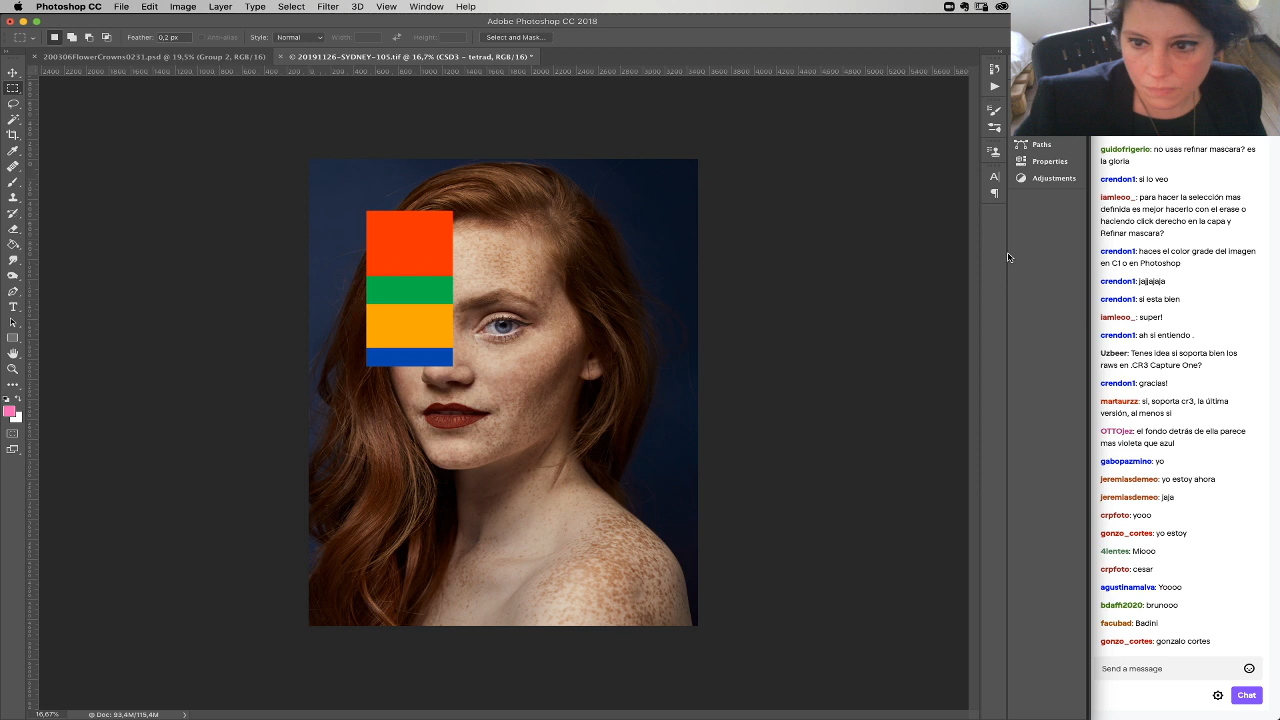 Photoshop CC File Edit Image Layer Type Select Filter 3D View Window Help
Adobe Photoshop CC 2018
Feather: 0,2 px Anti-alias Style: Normal Width: Height: Select and Mask...
200306FlowerCrowns0231.psd @ 19,5% (Group 2, RGB/16)
© 20191126-SYDNEY-105.tif @ 16,7% (CSD3 - tetrad, RGB/16) *
Paths
Properties
Adjustments
guidofrigerio: no usas refinar mascara? es
la gloria
crendon1: si lo veo
iamleoo_: para hacer la selección mas
definida es mejor hacerlo con el erase o
haciendo click derecho en la capa y
Refinar mascara?
crendon1: haces el color grade del imagen
en C1 o en Photoshop
crendon1: jajjajaja
crendon1: si esta bien
iamleoo_: super!
crendon1: ah si entiendo .
Uzbeer: Tenes idea si soporta bien los
raws en .CR3 Capture One?
crendon1: gracias!
martaurzz: si, soporta cr3, la última
versión, al menos si
OTTOjez: el fondo detrás de ella parece
mas violeta que azul
gabopazmino: yo
jeremiasdemeo: yo estoy ahora
jeremiasdemeo: jaja
crpfoto: yooo
gonzo_cortes: yo estoy
4ientes: Miooo
crpfoto: cesar
agustinamalva: Yoooo
bdaffi2020: brunooo
facubad: Badini
gonzo_cortes: gonzalo cortes
Send a message
Chat
16,67% Doc: 93,4M/115,4M